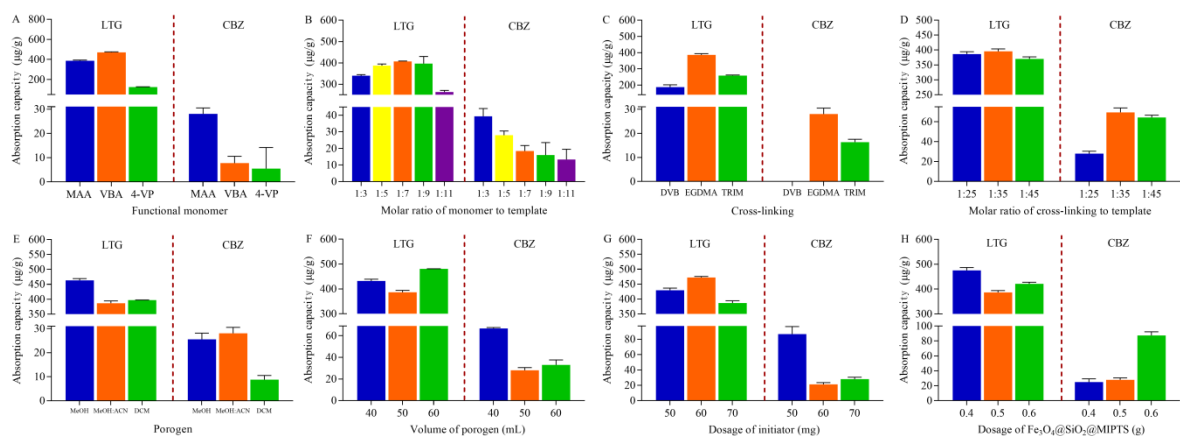 A
LTG
CBZ
Absorption capacity (μg/g)
800
600
400
200
30
20
10
0
MAA VBA 4-VP MAA VBA 4-VP
Functional monomer
B
LTG
CBZ
Absorption capacity (μg/g)
600
500
400
300
40
30
20
10
0
1:3 1:5 1:7 1:9 1:11 1:3 1:5 1:7 1:9 1:11
Molar ratio of monomer to template
C
LTG
CBZ
Absorption capacity (μg/g)
600
500
400
300
200
30
20
10
0
DVB EGDMA TRIM DVB EGDMA TRIM
Cross-linking
D
LTG
CBZ
Absorption capacity (μg/g)
500
450
400
350
300
250
60
40
20
0
1:25 1:35 1:45 1:25 1:35 1:45
Molar ratio of cross-linking to template
E
LTG
CBZ
Absorption capacity (μg/g)
600
550
500
450
400
350
30
20
10
0
MeOH MeOH:ACN DCM MeOH MeOH:ACN DCM
Porogen
F
LTG
CBZ
Absorption capacity (μg/g)
600
500
400
300
60
40
20
0
40 50 60 40 50 60
Volume of porogen (mL)
G
LTG
CBZ
Absorption capacity (μg/g)
600
550
500
450
400
350
80
60
40
20
0
50 60 70 50 60 70
Dosage of initiator (mg)
H
LTG
CBZ
Absorption capacity (μg/g)
600
500
400
300
100
80
60
40
20
0
0.4 0.5 0.6 0.4 0.5 0.6
Dosage of Fe₃O₄@SiO₂@MIPTS (g)